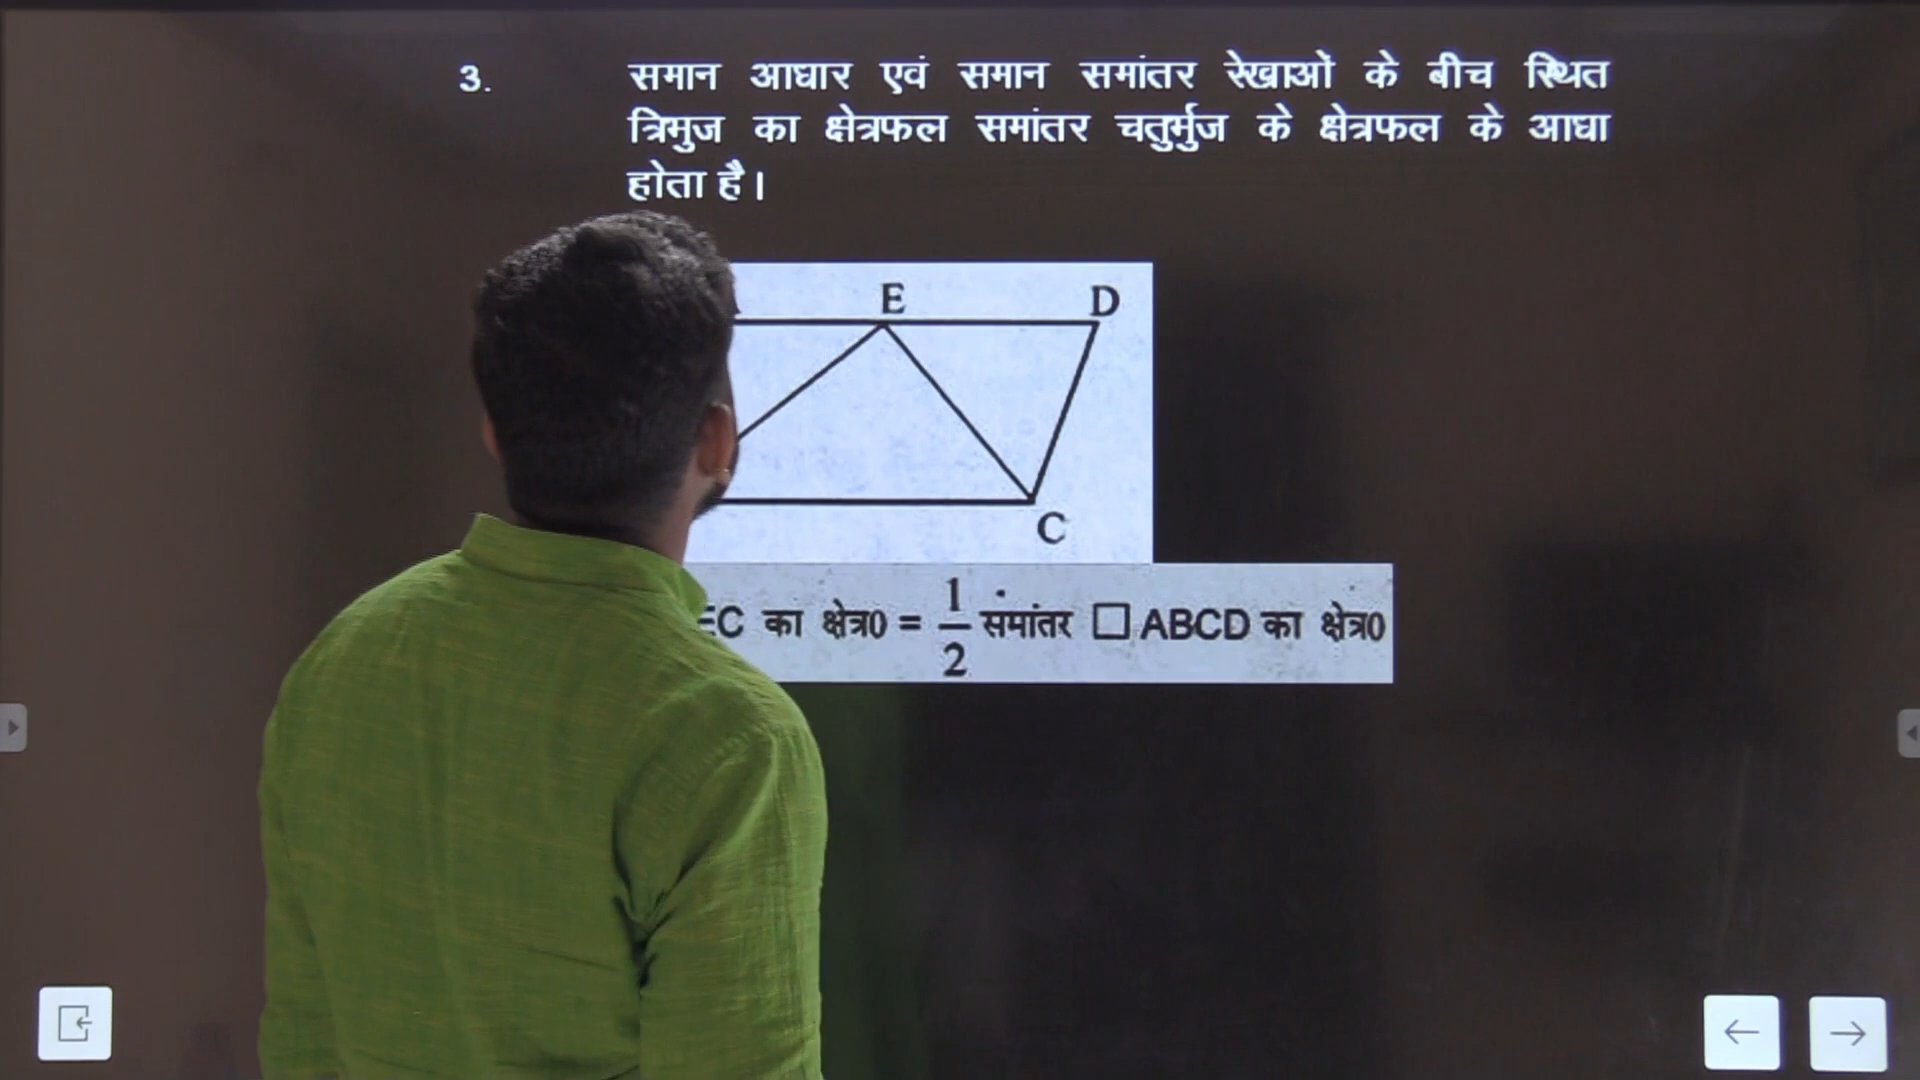 3. समान आधार एवं समान समांतर रेखाओं के बीच स्थित
त्रिभुज का क्षेत्रफल समांतर चतुर्भुज के क्षेत्रफल के आधा
होता है।
E D
C
EC का क्षेत्र0 = 1/2 समांतर □ ABCD का क्षेत्र0